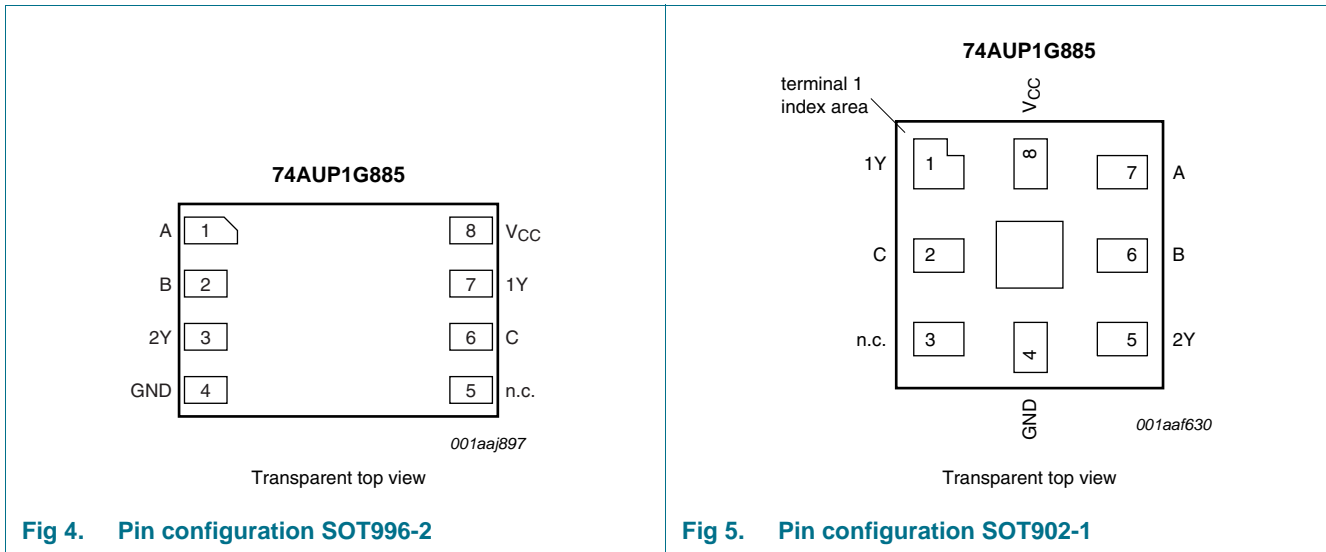 74AUP1G885
A 1 8 VCC
B 2 7 1Y
2Y 3 6 C
GND 4 5 n.c.
001aaj897
Transparent top view
Fig 4. Pin configuration SOT996-2
74AUP1G885
terminal 1
index area
VCC
1Y 1 8 7 A
C 2 6 B
n.c. 3 4 5 2Y
GND
001aaf630
Transparent top view
Fig 5. Pin configuration SOT902-1